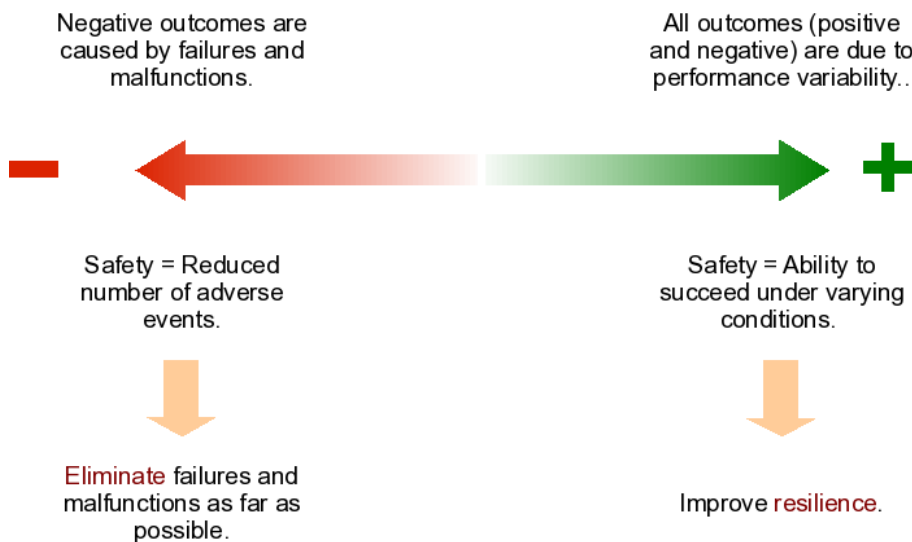 Negative outcomes are
caused by failures and
malfunctions.
All outcomes (positive
and negative) are due to
performance variability..
Safety = Reduced
number of adverse
events.
Safety = Ability to
succeed under varying
conditions.
Eliminate failures and
malfunctions as far as
possible.
Improve resilience.